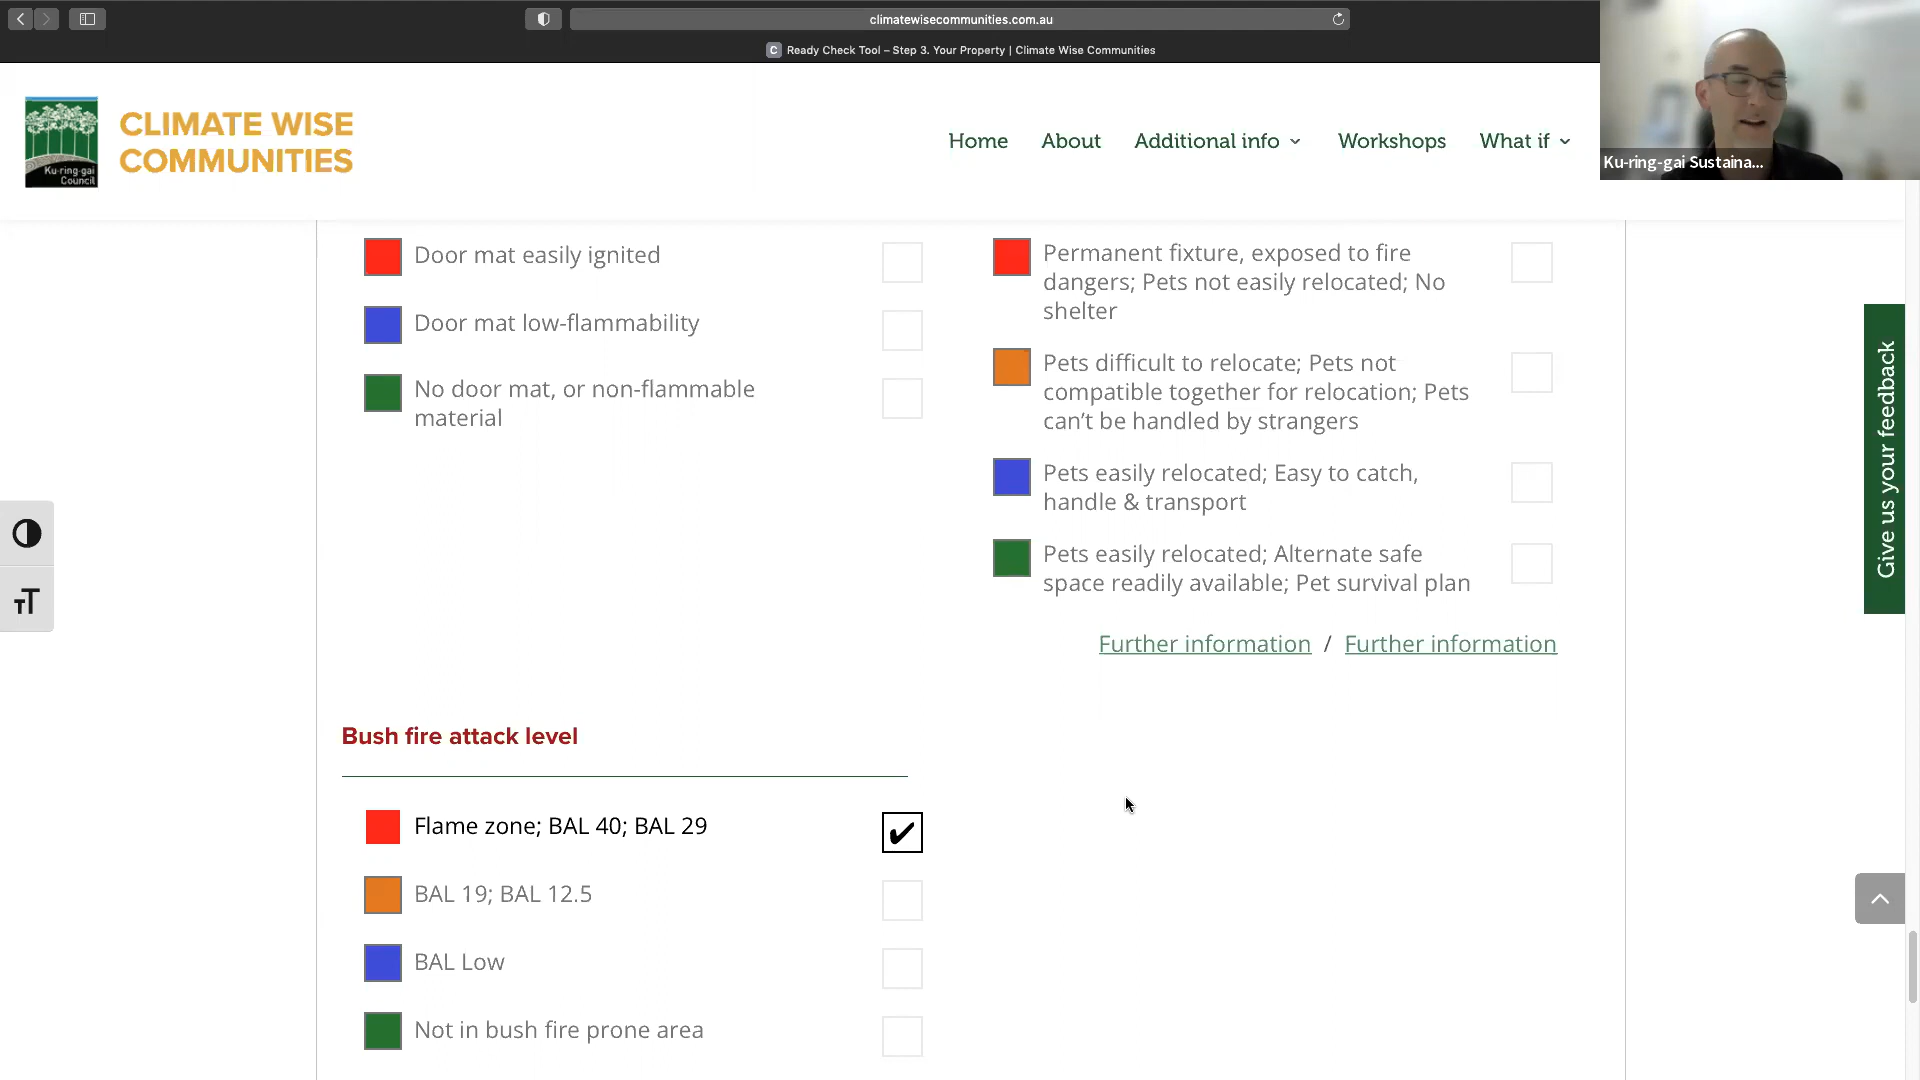 climatewisecommunities.com.au
C Ready Check Tool – Step 3. Your Property | Climate Wise Communities
Ku-ring-gai
Council
CLIMATE WISE
COMMUNITIES
Home
About
Additional info
Workshops
What if
Ku-ring-gai Sustaina...
Door mat easily ignited
Door mat low-flammability
No door mat, or non-flammable
material
Permanent fixture, exposed to fire
dangers; Pets not easily relocated; No
shelter
Pets difficult to relocate; Pets not
compatible together for relocation; Pets
can’t be handled by strangers
Pets easily relocated; Easy to catch,
handle & transport
Pets easily relocated; Alternate safe
space readily available; Pet survival plan
Further information / Further information
Bush fire attack level
Flame zone; BAL 40; BAL 29
BAL 19; BAL 12.5
BAL Low
Not in bush fire prone area
TT
Give us your feedback